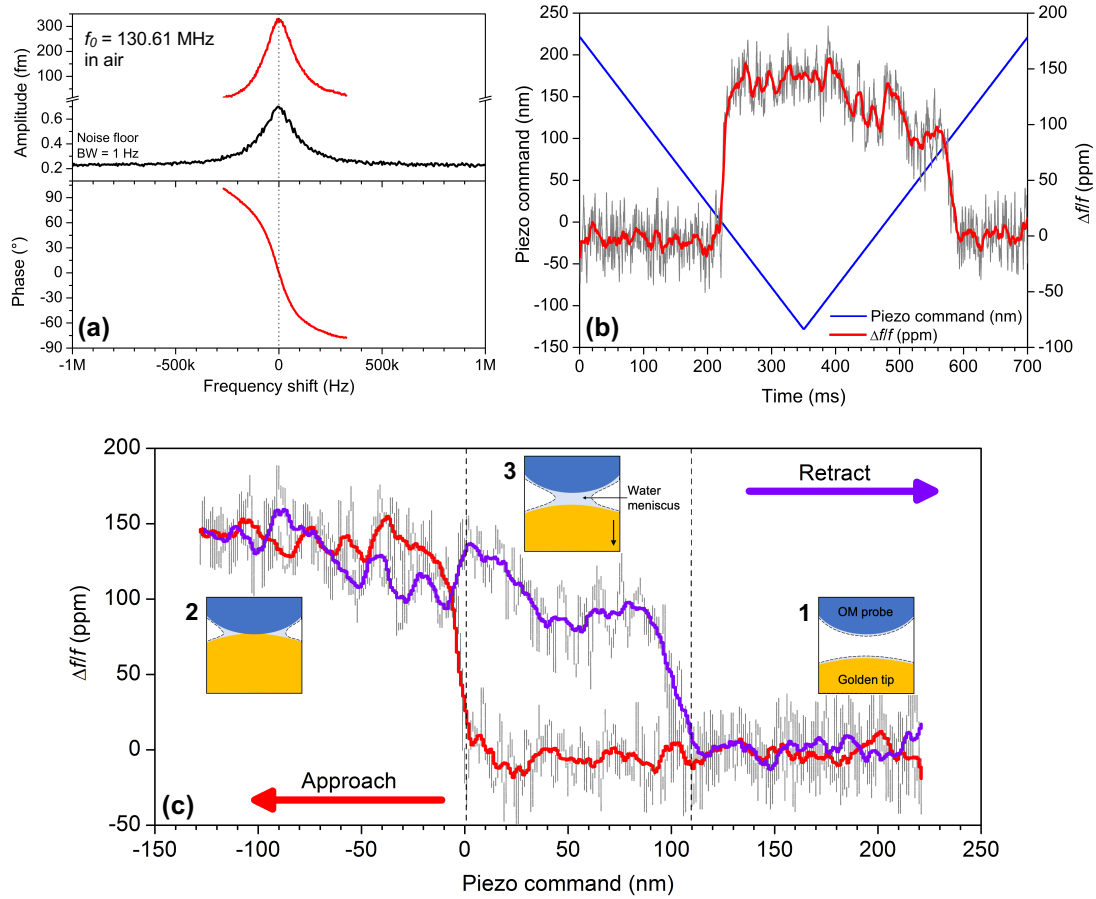 f0 = 130.61 MHz
in air
Amplitude (fm)
300
200
100
0.6
0.4
0.2
Noise floor
BW = 1 Hz
Phase (°)
90
60
30
0
-30
-60
-90
(a)
-1M
-500k
0
500k
1M
Frequency shift (Hz)
Piezo command (nm)
250
200
150
100
50
0
-50
-100
-150
200
150
100
50
0
-50
-100
Δf/f (ppm)
(b)
Piezo command (nm)
Δf/f (ppm)
0
100
200
300
400
500
600
700
Time (ms)
200
150
100
50
0
-50
Δf/f (ppm)
3
Water
meniscus
Retract
2
1
OM probe
Golden tip
Approach
(c)
-150
-100
-50
0
50
100
150
200
250
Piezo command (nm)